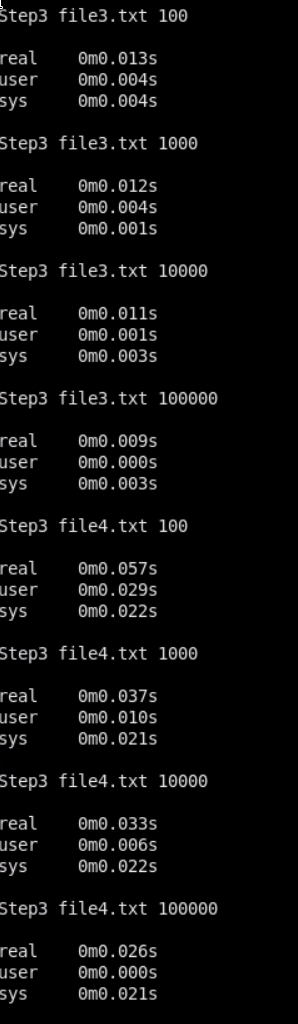 Step3 file3.txt 100
real 0m0.013s
user 0m0.004s
sys 0m0.004s
Step3 file3.txt 1000
real 0m0.012s
user 0m0.004s
sys 0m0.001s
Step3 file3.txt 10000
real 0m0.011s
user 0m0.001s
sys 0m0.003s
Step3 file3.txt 100000
real 0m0.009s
user 0m0.000s
sys 0m0.003s
Step3 file4.txt 100
real 0m0.057s
user 0m0.029s
sys 0m0.022s
Step3 file4.txt 1000
real 0m0.037s
user 0m0.010s
sys 0m0.021s
Step3 file4.txt 10000
real 0m0.033s
user 0m0.006s
sys 0m0.022s
Step3 file4.txt 100000
real 0m0.026s
user 0m0.000s
sys 0m0.021s